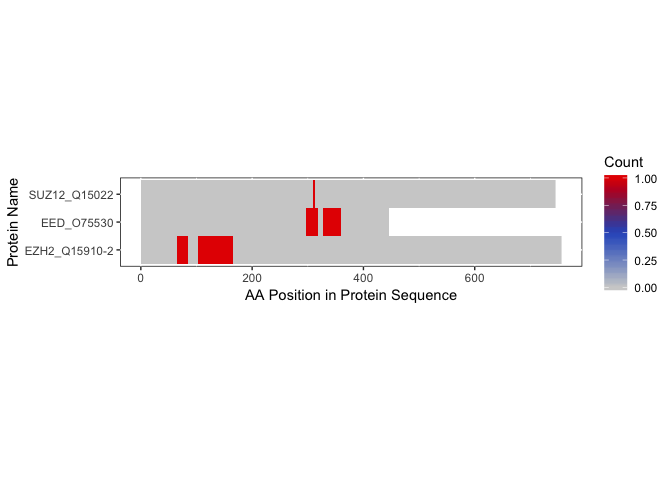 Count
1.00
0.75
0.50
0.25
0.00
Protein Name
SUZ12_Q15022
EED_O75530
EZH2_Q15910-2
0 200 400 600
AA Position in Protein Sequence